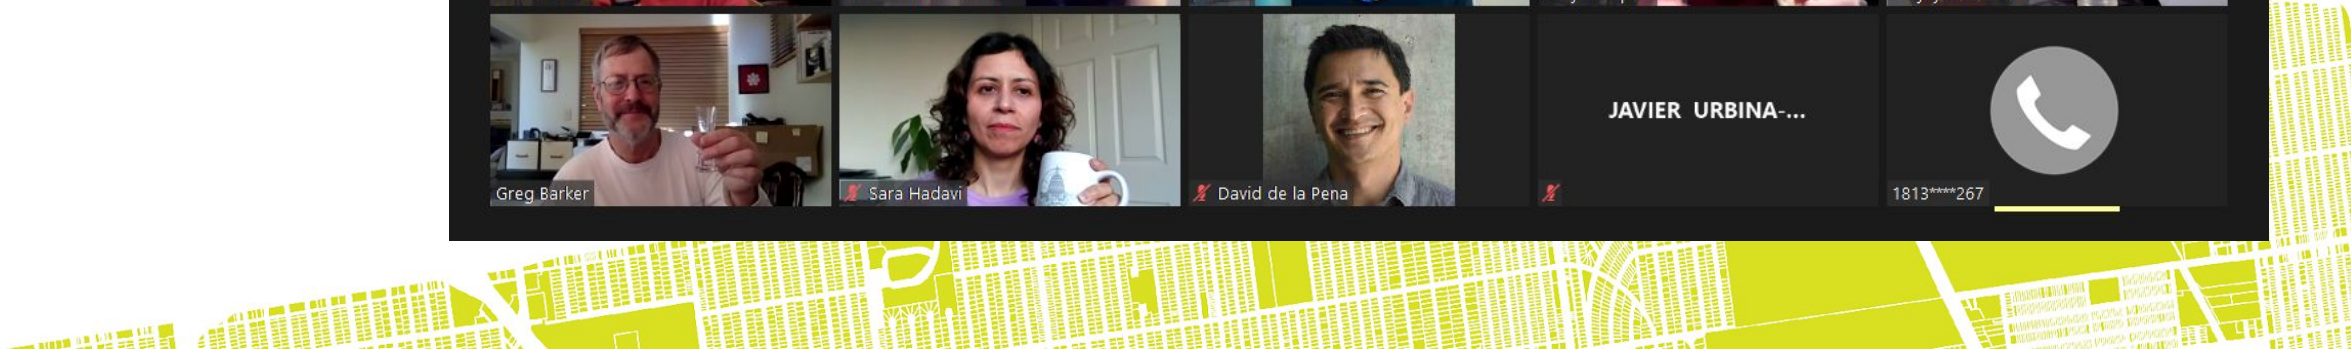 Greg Barker
Sara Hadavi
David de la Pena
JAVIER URBINA-...
1813****267